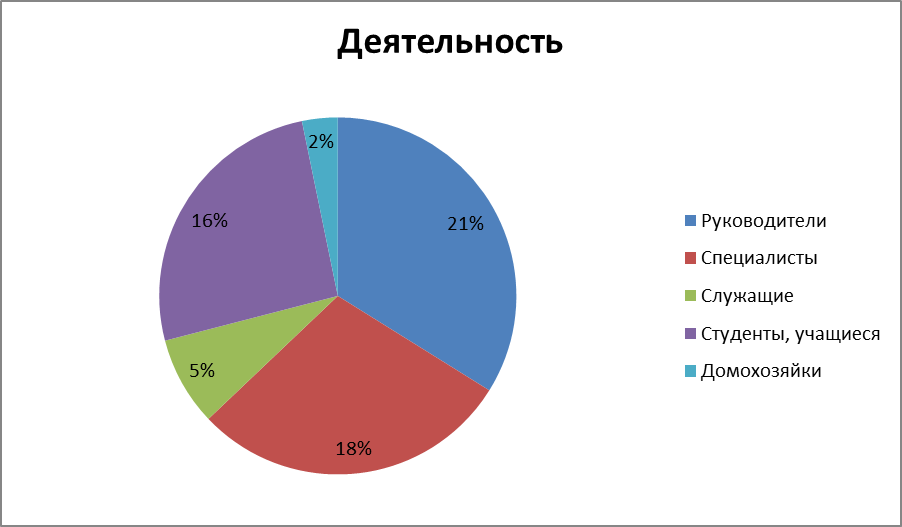 Деятельность
2%
21%
16%
5%
18%
Руководители
Специалисты
Служащие
Студенты, учащиеся
Домохозяйки